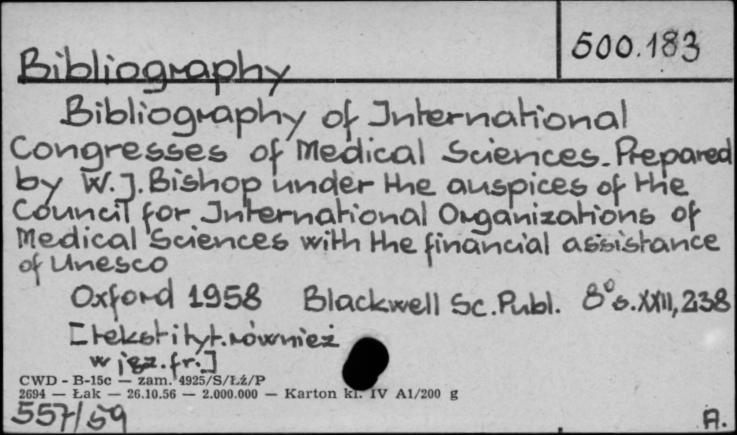 500.183
Bibliography
Bibliography of International
Congresses of Medical Sciences. Prepared
by W.J. Bishop under the auspices of the
Council for International Organizations of
Medical Sciences with the financial assistance
of Unesco
Oxford 1958 Blackwell Sc. Publ. 8° s. XXII, 238
[tekst i tyt. również
w jęz. fr.]
CWD - B-15c — zam. 4925/S/Łż/P
2694 — Łak — 26.10.56 — 2.000.000 — Karton kl. IV A1/200 g
557/59
A.